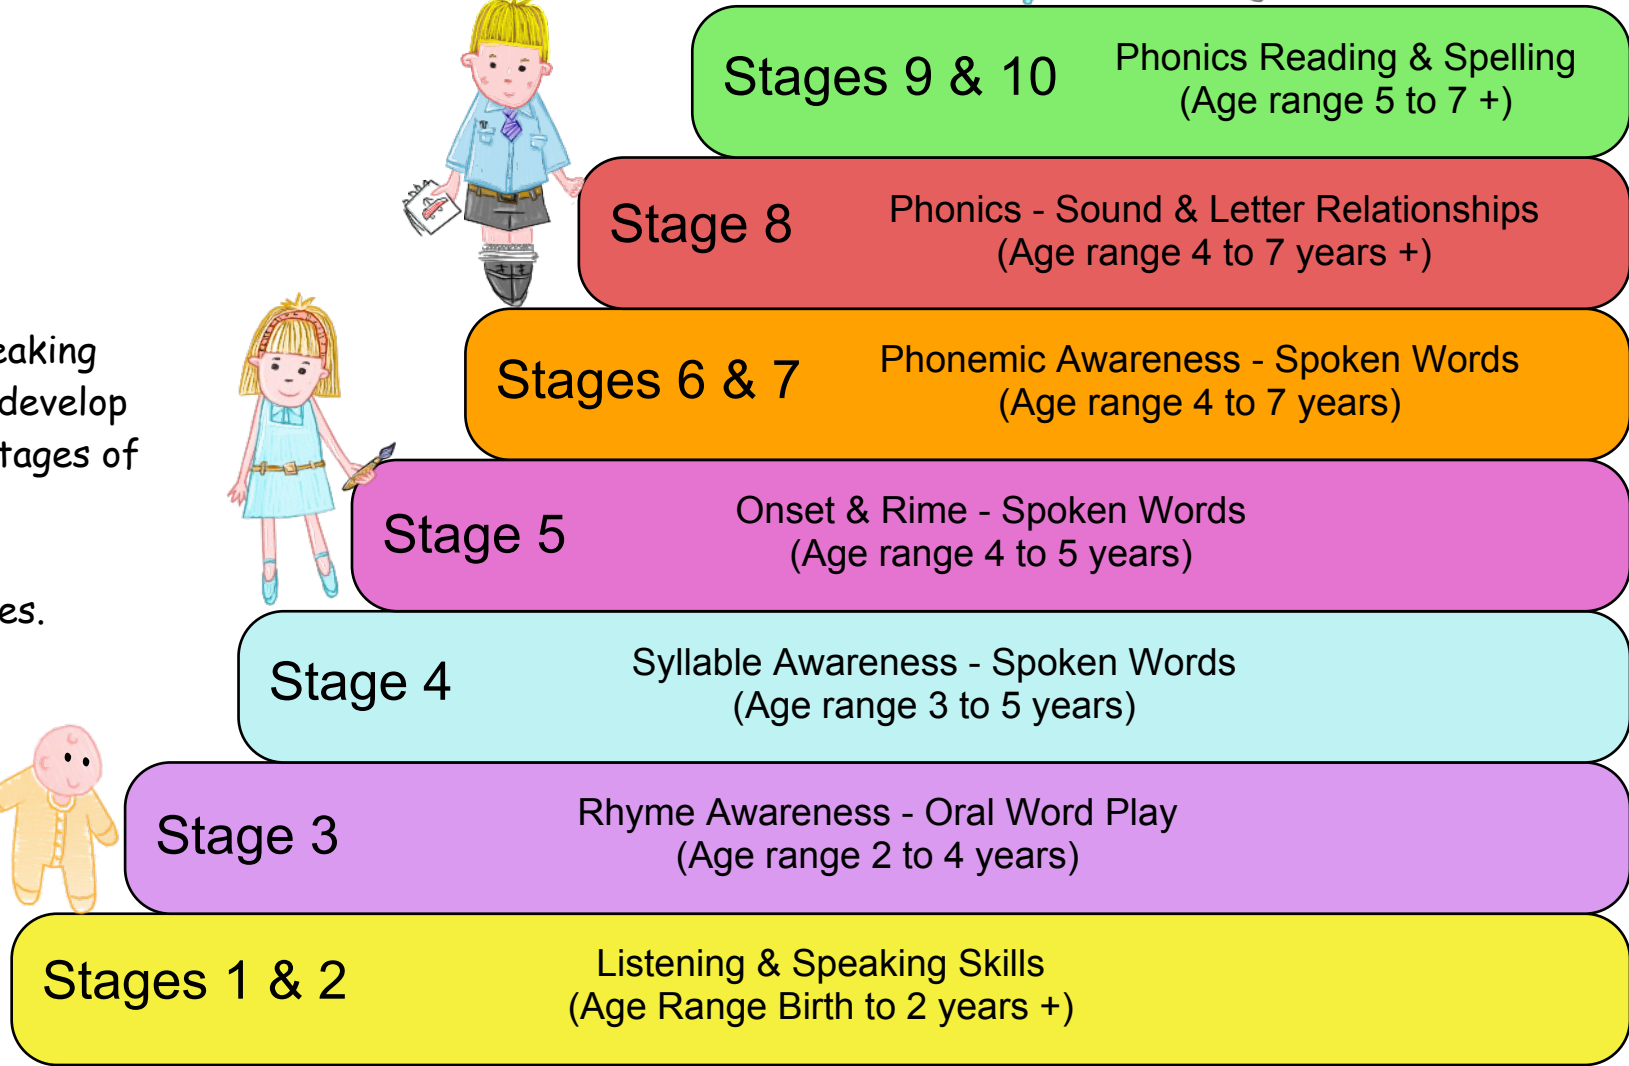 Stages 9 & 10
Phonics Reading & Spelling
(Age range 5 to 7 +)
Stage 8
Phonics - Sound & Letter Relationships
(Age range 4 to 7 years +)
Stages 6 & 7
Phonemic Awareness - Spoken Words
(Age range 4 to 7 years)
develop
of
Stage 5
Onset & Rime - Spoken Words
(Age range 4 to 5 years)
Stage 4
Syllable Awareness - Spoken Words
(Age range 3 to 5 years)
Stage 3
Rhyme Awareness - Oral Word Play
(Age range 2 to 4 years)
Stages 1 & 2
Listening & Speaking Skills
(Age Range Birth to 2 years +)